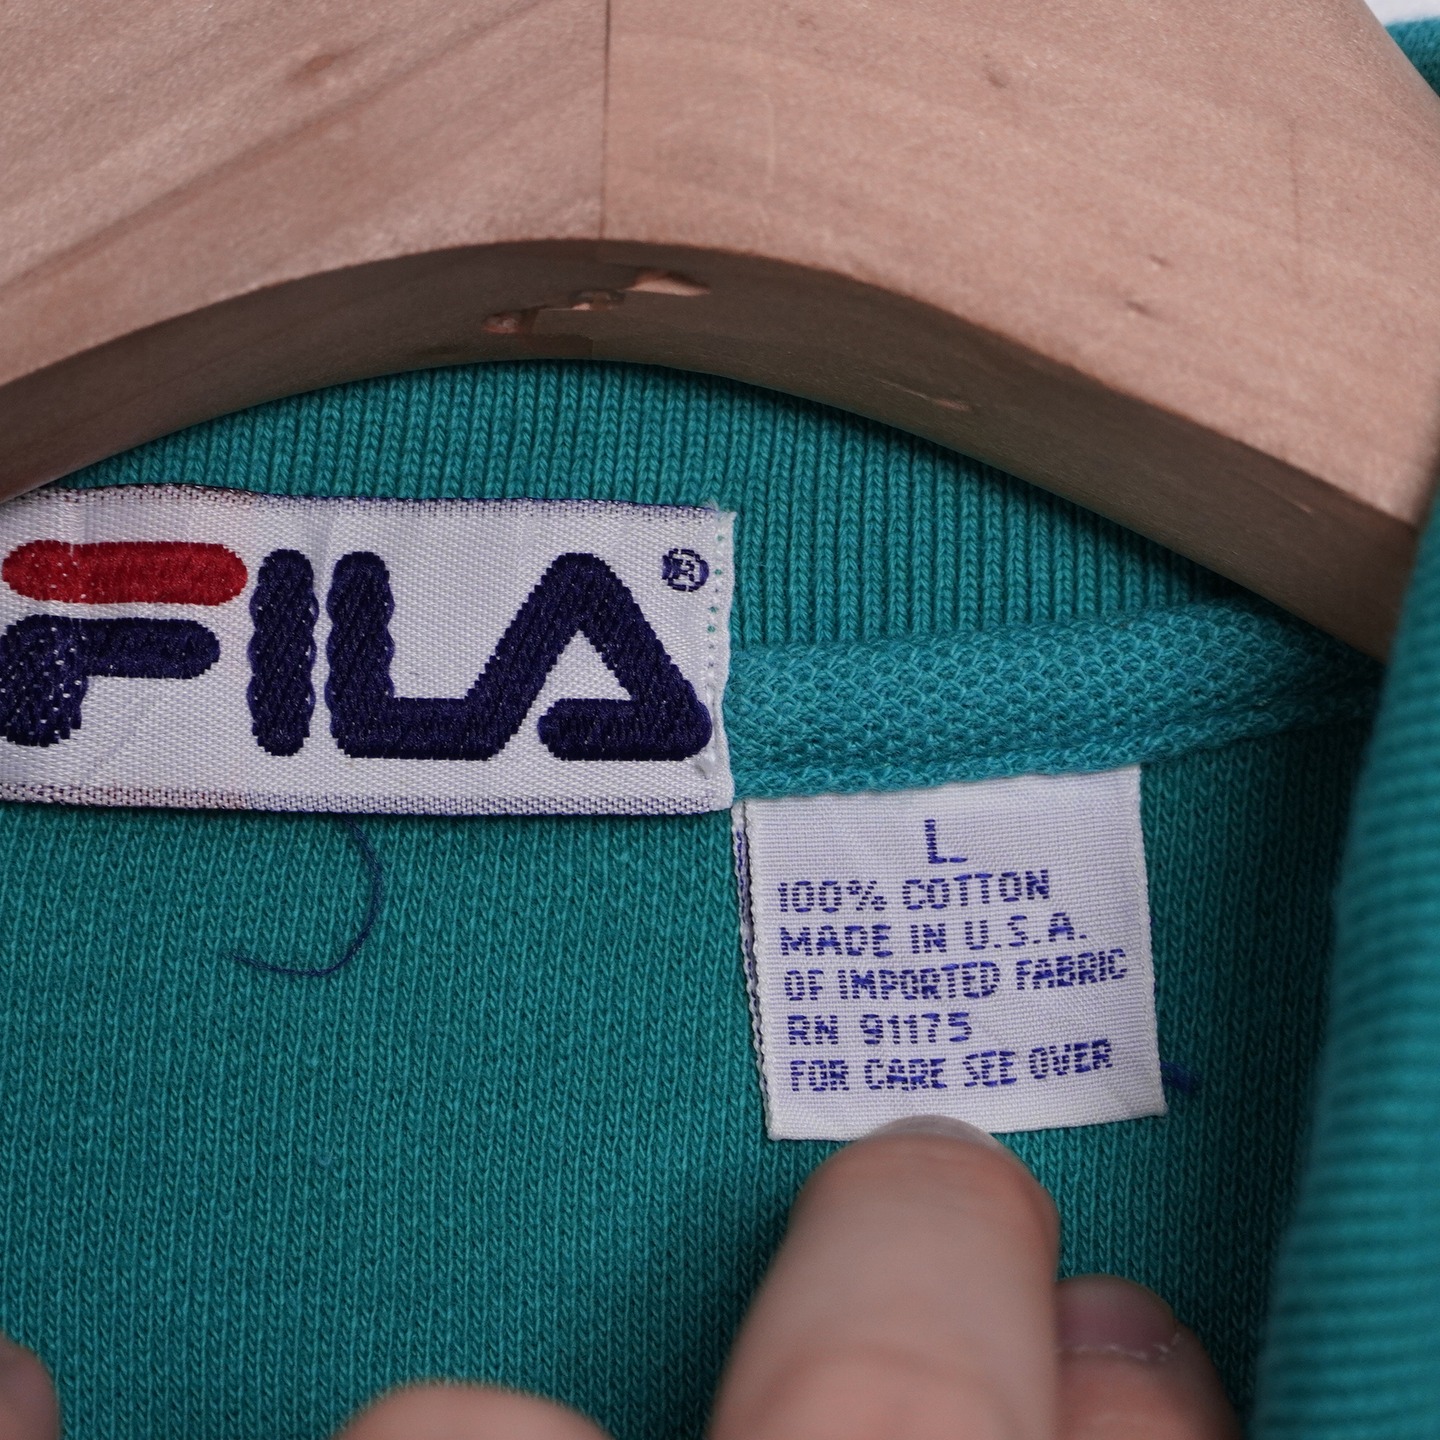 FILA®
L
100% COTTON
MADE IN U.S.A.
OF IMPORTED FABRIC
RN 91175
FOR CARE SEE OVER